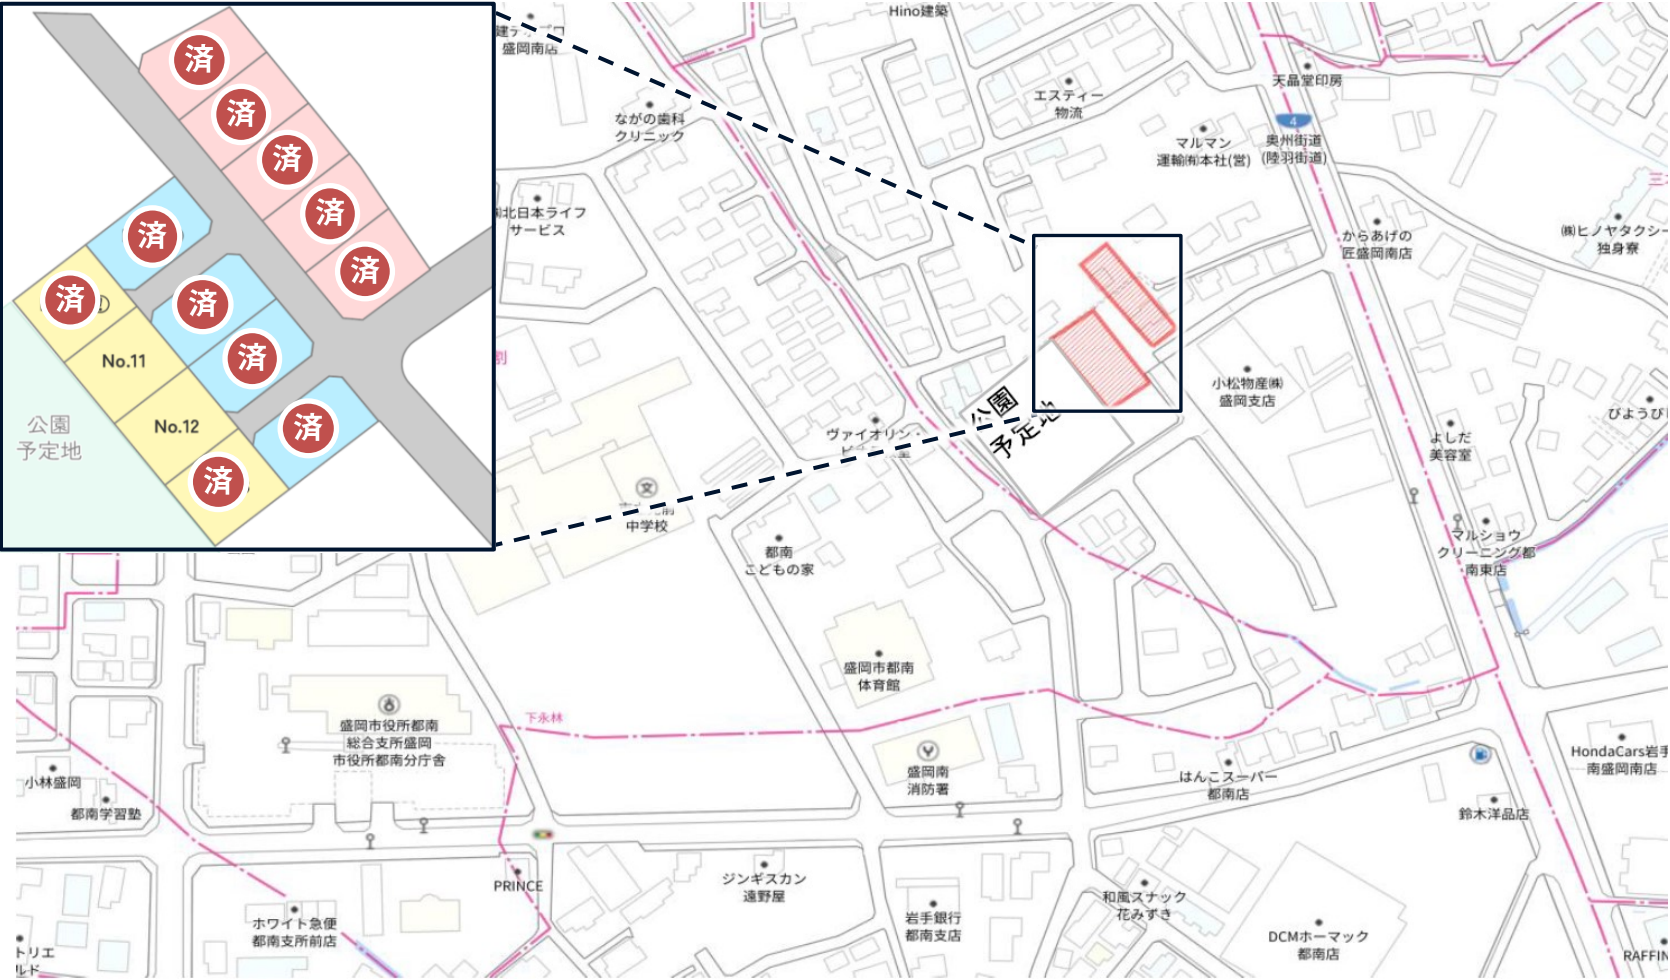 済
済
済
済
済
済
済
済
済
済
済
No.11
No.12
済
公園
予定地
Hino建築
盛岡南店
ながの歯科
クリニック
エスティー
物流
天晶堂印房
マルマン
運輸㈲本社(営)
4
奥州街道
(陸羽街道)
北日本ライフ
サービス
からあげの
匠盛岡南店
㈱ヒノヤタクシー
独身寮
公園
予定地
小松物産㈱
盛岡支店
ヴァイオリン・
びようび
よしだ
美容室
文
中学校
都南
こどもの家
マルショウ
クリーニング都
南東店
盛岡市都南
体育館
下永林
盛岡市役所都南
総合支所盛岡
市役所都南分庁舎
盛岡南
消防署
はんこスーパー
都南店
HondaCars岩手
南盛岡南店
小林盛岡
都南学習塾
鈴木洋品店
PRINCE
ジンギスカン
遠野屋
ホワイト急便
都南支所前店
岩手銀行
都南支店
和風スナック
花みずき
DCMホーマック
都南店
トリエ
ルド
RAFFIN